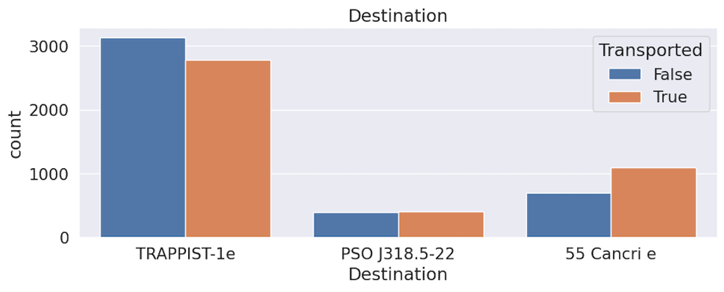 Destination
Transported
False
True
count
3000
2000
1000
0
TRAPPIST-1e
PSO J318.5-22
55 Cancri e
Destination